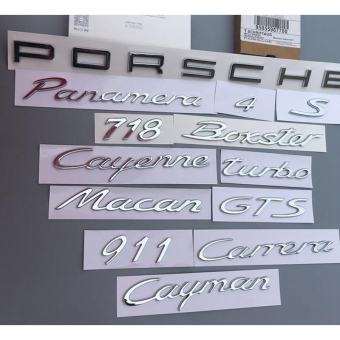 PORSCHE
Panamera 4 S
718 Boxster
Cayenne turbo
Macan GTS
911 Carrera
Cayman